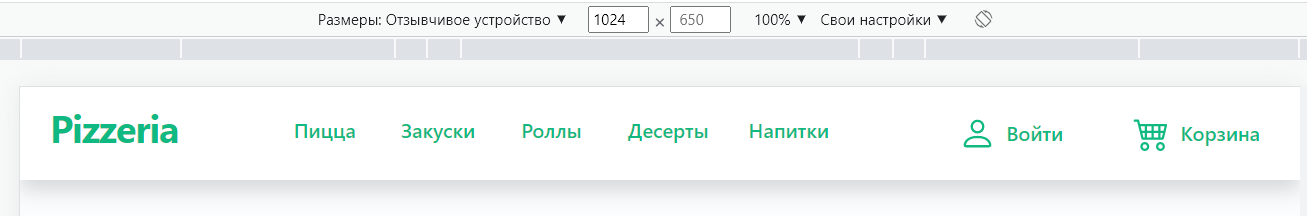 Размеры: Отзывчивое устройство ▼ 1024 × 650 100% ▼ Свои настройки ▼
Pizzeria Пицца Закуски Роллы Десерты Напитки Войти Корзина